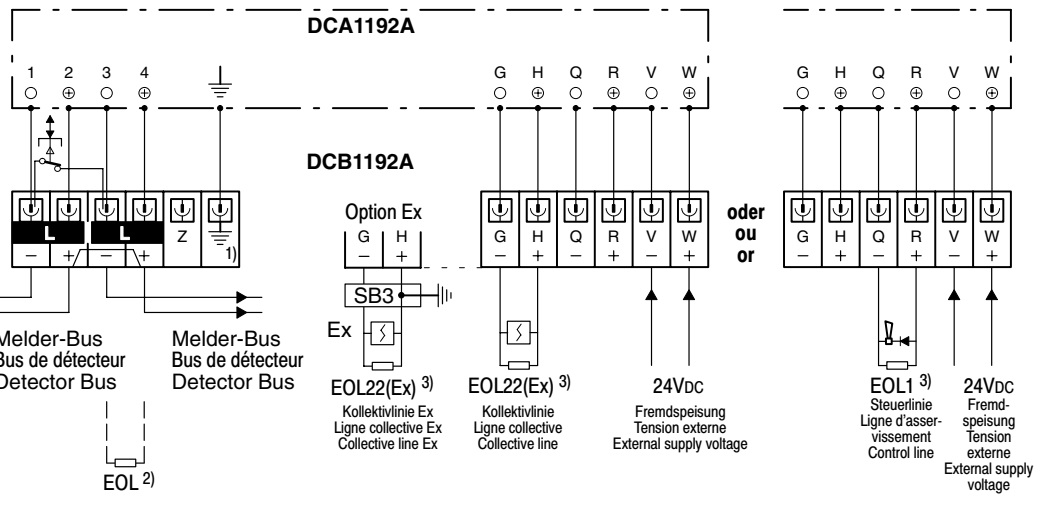 DCA1192A
1 2 3 4 G H Q R V W G H Q R V W
DCB1192A
Option Ex
G H
− +
L L Z 1)
− + − +
G H Q R V W
− + − +
oder
ou
or
G H Q R V W
− + − +
SB3
Ex
Melder-Bus
Bus de détecteur
Detector Bus
Melder-Bus
Bus de détecteur
Detector Bus
EOL 2)
EOL22(Ex) 3)
Kollektivlinie Ex
Ligne collective Ex
Collective line Ex
EOL22(Ex) 3)
Kollektivlinie
Ligne collective
Collective line
24VDC
Fremdspeisung
Tension externe
External supply voltage
EOL1 3)
Steuerlinie
Ligne d'asser-
vissement
Control line
24VDC
Fremd-
speisung
Tension
externe
External supply
voltage